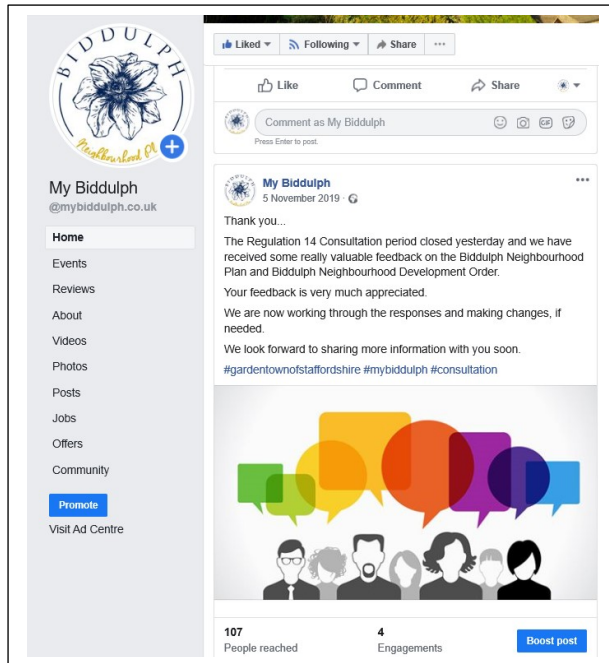 BIDDULPH
Neighbourhood Pl
My Biddulph
@mybiddulph.co.uk
Home
Events
Reviews
About
Videos
Photos
Posts
Jobs
Offers
Community
Promote
Visit Ad Centre
Liked
Following
Share
Like
Comment
Share
Comment as My Biddulph
GIF
Press Enter to post.
My Biddulph
5 November 2019 ·
Thank you...
The Regulation 14 Consultation period closed yesterday and we have
received some really valuable feedback on the Biddulph Neighbourhood
Plan and Biddulph Neighbourhood Development Order.
Your feedback is very much appreciated.
We are now working through the responses and making changes, if
needed.
We look forward to sharing more information with you soon.
#gardentownofstaffordshire #mybiddulph #consultation
107
People reached
4
Engagements
Boost post